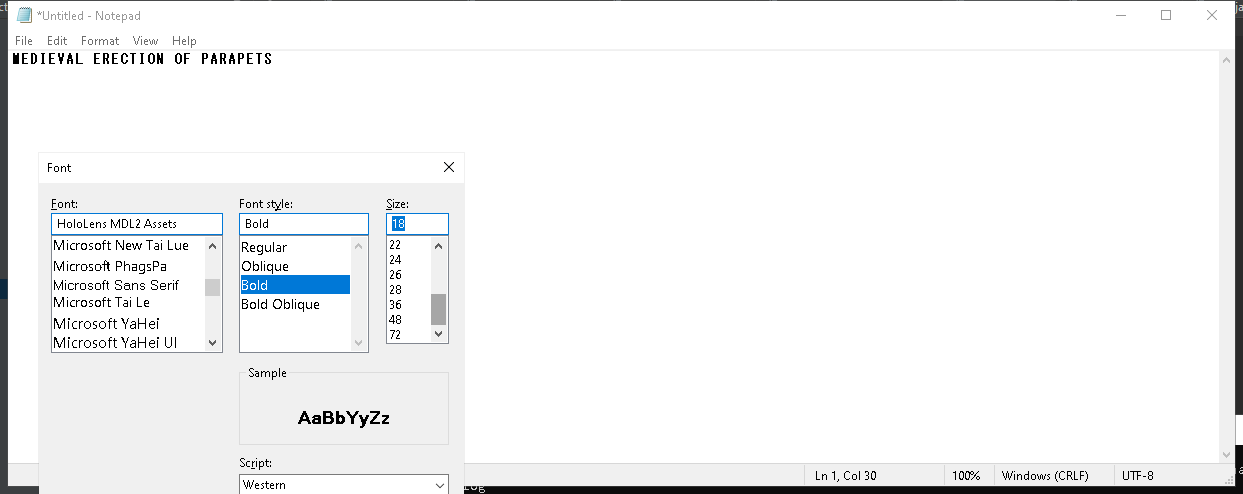 *Untitled - Notepad
File Edit Format View Help
MEDIEVAL ERECTION OF PARAPETS
Font
Font: Font style: Size:
HoloLens MDL2 Assets Bold 18
Microsoft New Tai Lue Regular 22
Microsoft PhagsPa Oblique 24
Microsoft Sans Serif Bold 26
Microsoft Tai Le Bold Oblique 28
Microsoft YaHei 36
Microsoft YaHei UI 48
72
Sample
AaBbYyZz
Script:
Western
Ln 1, Col 30 100% Windows (CRLF) UTF-8